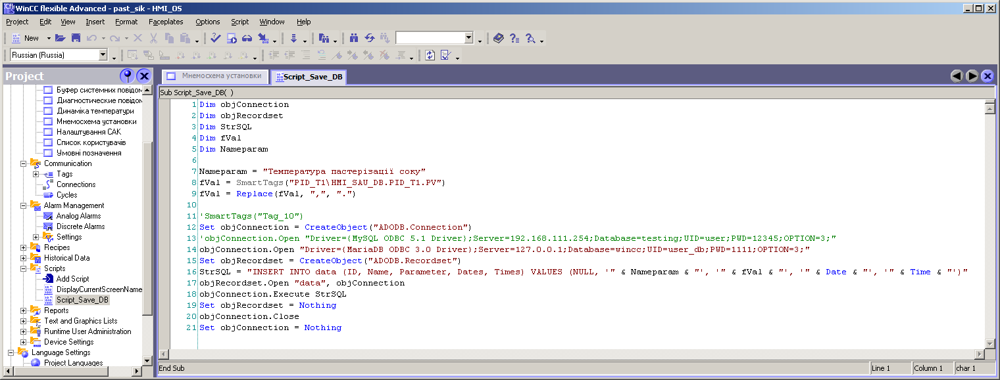 WinCC flexible Advanced - past_sik - HMI_OS
Project Edit View Insert Format Faceplates Options Script Window Help
New
Russian (Russia)
Project
Буфер системних повідом
Диагностические повідом
Динаміка температури
Мнемосхема установки
Налаштування САК
Список користувачів
Умовні позначення
Communication
Tags
Connections
Cycles
Alarm Management
Analog Alarms
Discrete Alarms
Settings
Recipes
Historical Data
Scripts
Add Script
DisplayCurrentScreenName
Script_Save_DB
Reports
Text and Graphics Lists
Runtime User Administration
Device Settings
Language Settings
Project Languages
Мнемосхема установки Script_Save_DB
Sub Script_Save_DB( )
1 Dim objConnection
2 Dim objRecordset
3 Dim StrSQL
4 Dim fVal
5 Dim Nameparam
6
7 Nameparam = "Температура пастерізації соку"
8 fVal = SmartTags("PID_T1\HMI_SAU_DB.PID_T1.PV")
9 fVal = Replace(fVal, ",", ".")
10
11 'SmartTags("Tag_10")
12 Set objConnection = CreateObject("ADODB.Connection")
13 'objConnection.Open "Driver={MySQL ODBC 5.1 Driver};Server=192.168.111.254;Database=testing;UID=user;PWD=12345;OPTION=3;"
14 objConnection.Open "Driver={MariaDB ODBC 3.0 Driver};Server=127.0.0.1;Database=wincc;UID=user_db;PWD=1111;OPTION=3;"
15 Set objRecordset = CreateObject("ADODB.Recordset")
16 StrSQL = "INSERT INTO data (ID, Name, Parameter, Dates, Times) VALUES (NULL, '" & Nameparam & "', '" & fVal & "', '" & Date & "', '" & Time & "')"
17 objRecordset.Open "data", objConnection
18 objConnection.Execute StrSQL
19 Set objRecordset = Nothing
20 objConnection.Close
21 Set objConnection = Nothing
End Sub
Line 1 Column 1 char 1